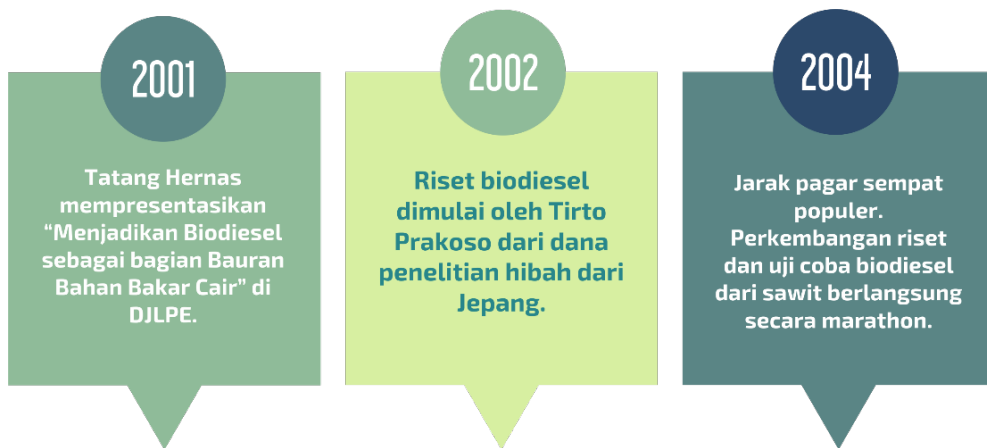 2001
Tatang Hernas
mempresentasikan
“Menjadikan Biodiesel
sebagai bagian Bauran
Bahan Bakar Cair” di
DJLPE.
2002
Riset biodiesel
dimulai oleh Tirto
Prakoso dari dana
penelitian hibah dari
Jepang.
2004
Jarak pagar sempat
populer.
Perkembangan riset
dan uji coba biodiesel
dari sawit berlangsung
secara marathon.